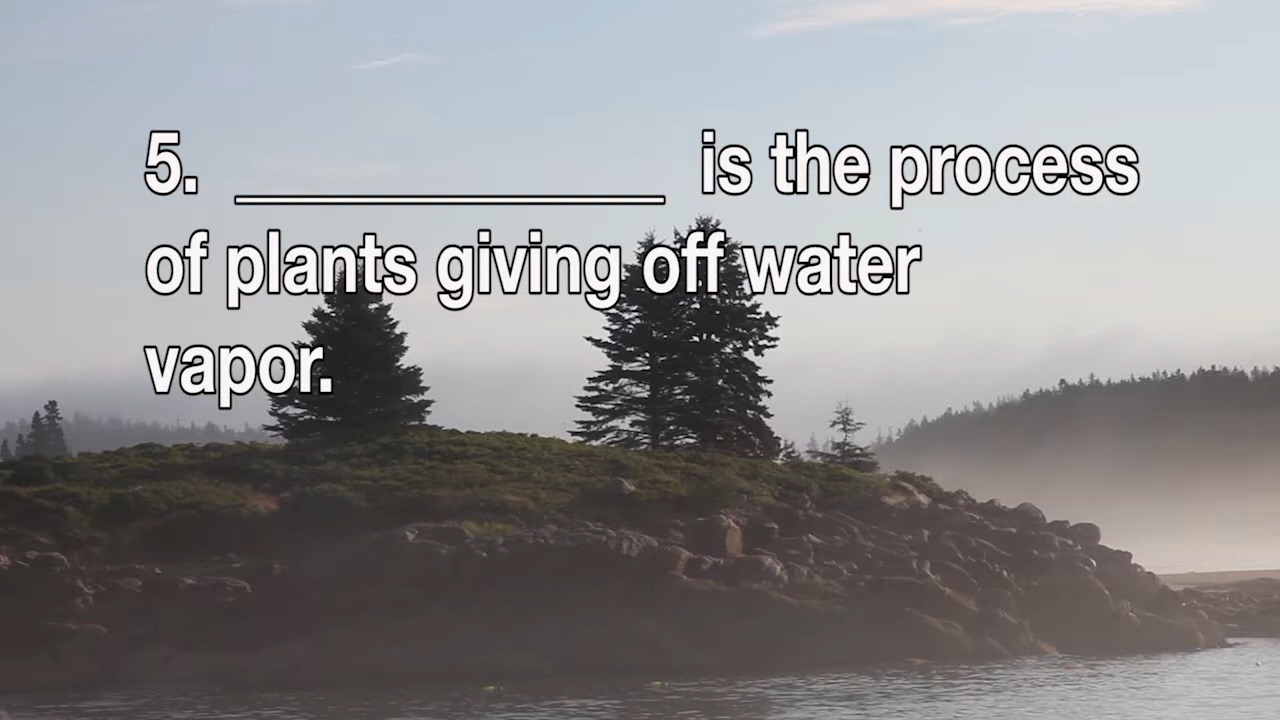 5. ______________ is the process
of plants giving off water
vapor.